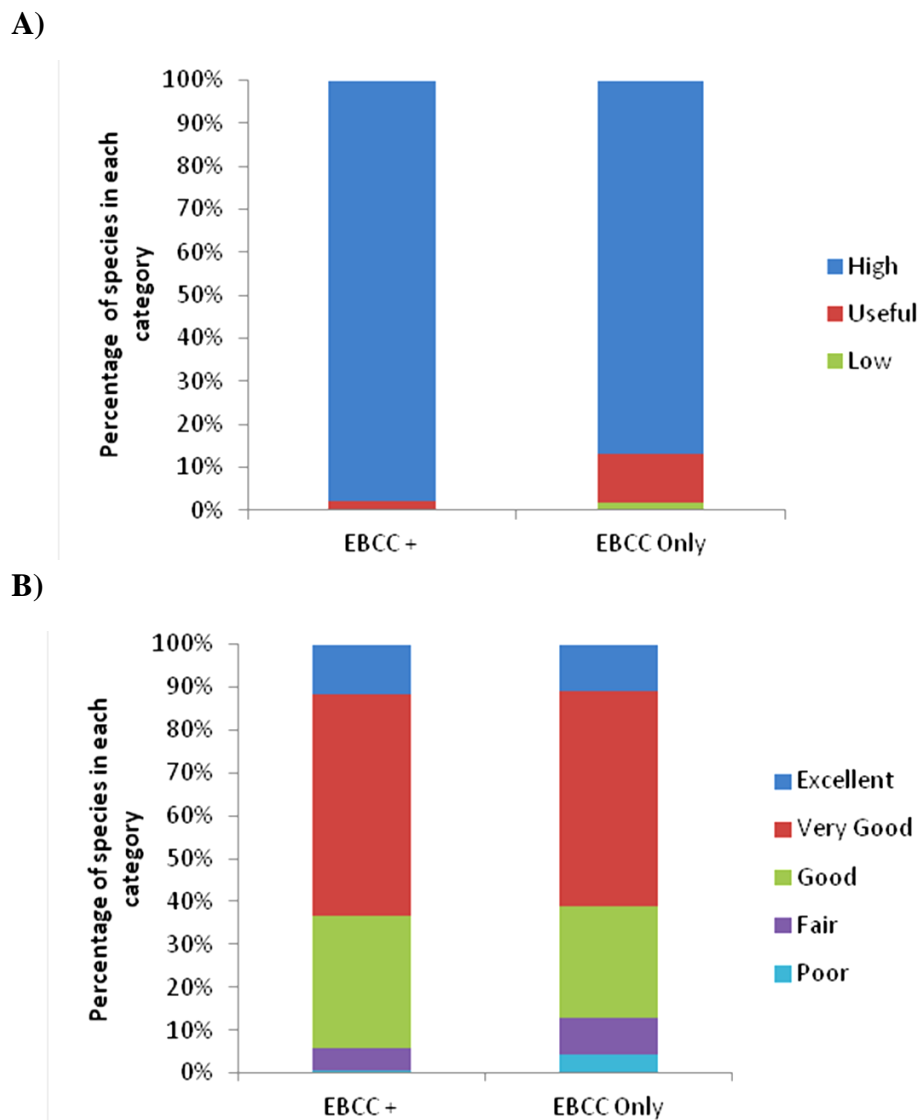 A)
Percentage of species in each
category
100%
90%
80%
70%
60%
50%
40%
30%
20%
10%
0%
EBCC +
EBCC Only
High
Useful
Low
B)
Percentage of species in each
category
100%
90%
80%
70%
60%
50%
40%
30%
20%
10%
0%
EBCC +
EBCC Only
Excellent
Very Good
Good
Fair
Poor